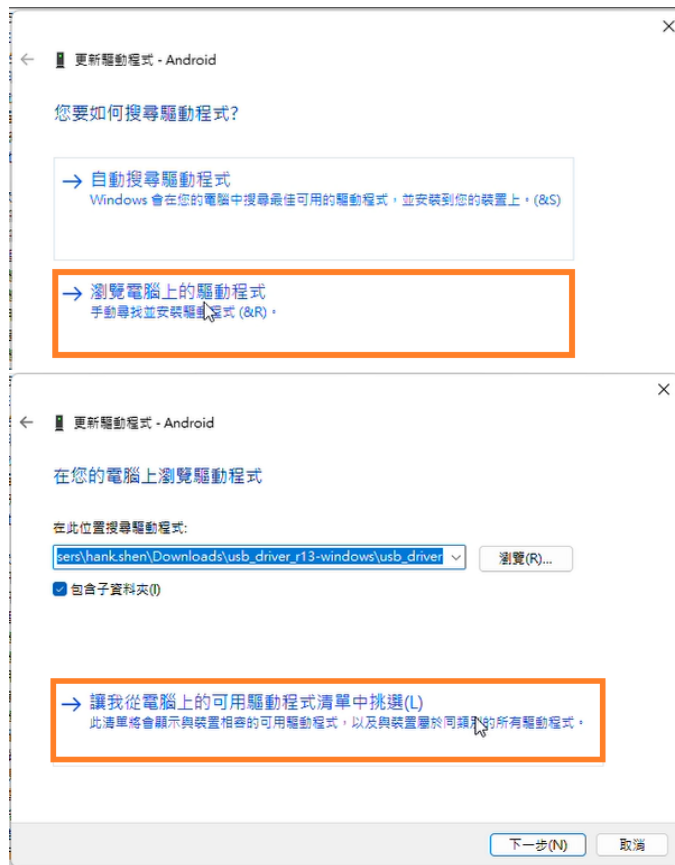 更新驅動程式 - Android
您要如何搜尋驅動程式?
自動搜尋驅動程式
Windows 會在您的電腦中搜尋最佳可用的驅動程式，並安裝到您的裝置上。(&S)
瀏覽電腦上的驅動程式
手動尋找並安裝驅動程式 (&R)。
更新驅動程式 - Android
在您的電腦上瀏覽驅動程式
在此位置搜尋驅動程式:
sers\hank.shen\Downloads\usb_driver_r13-windows\usb_driver
瀏覽(R)...
包含子資料夾(I)
讓我從電腦上的可用驅動程式清單中挑選(L)
此清單將會顯示與裝置相容的可用驅動程式，以及與裝置屬於同類別的所有驅動程式。
下一步(N)
取消